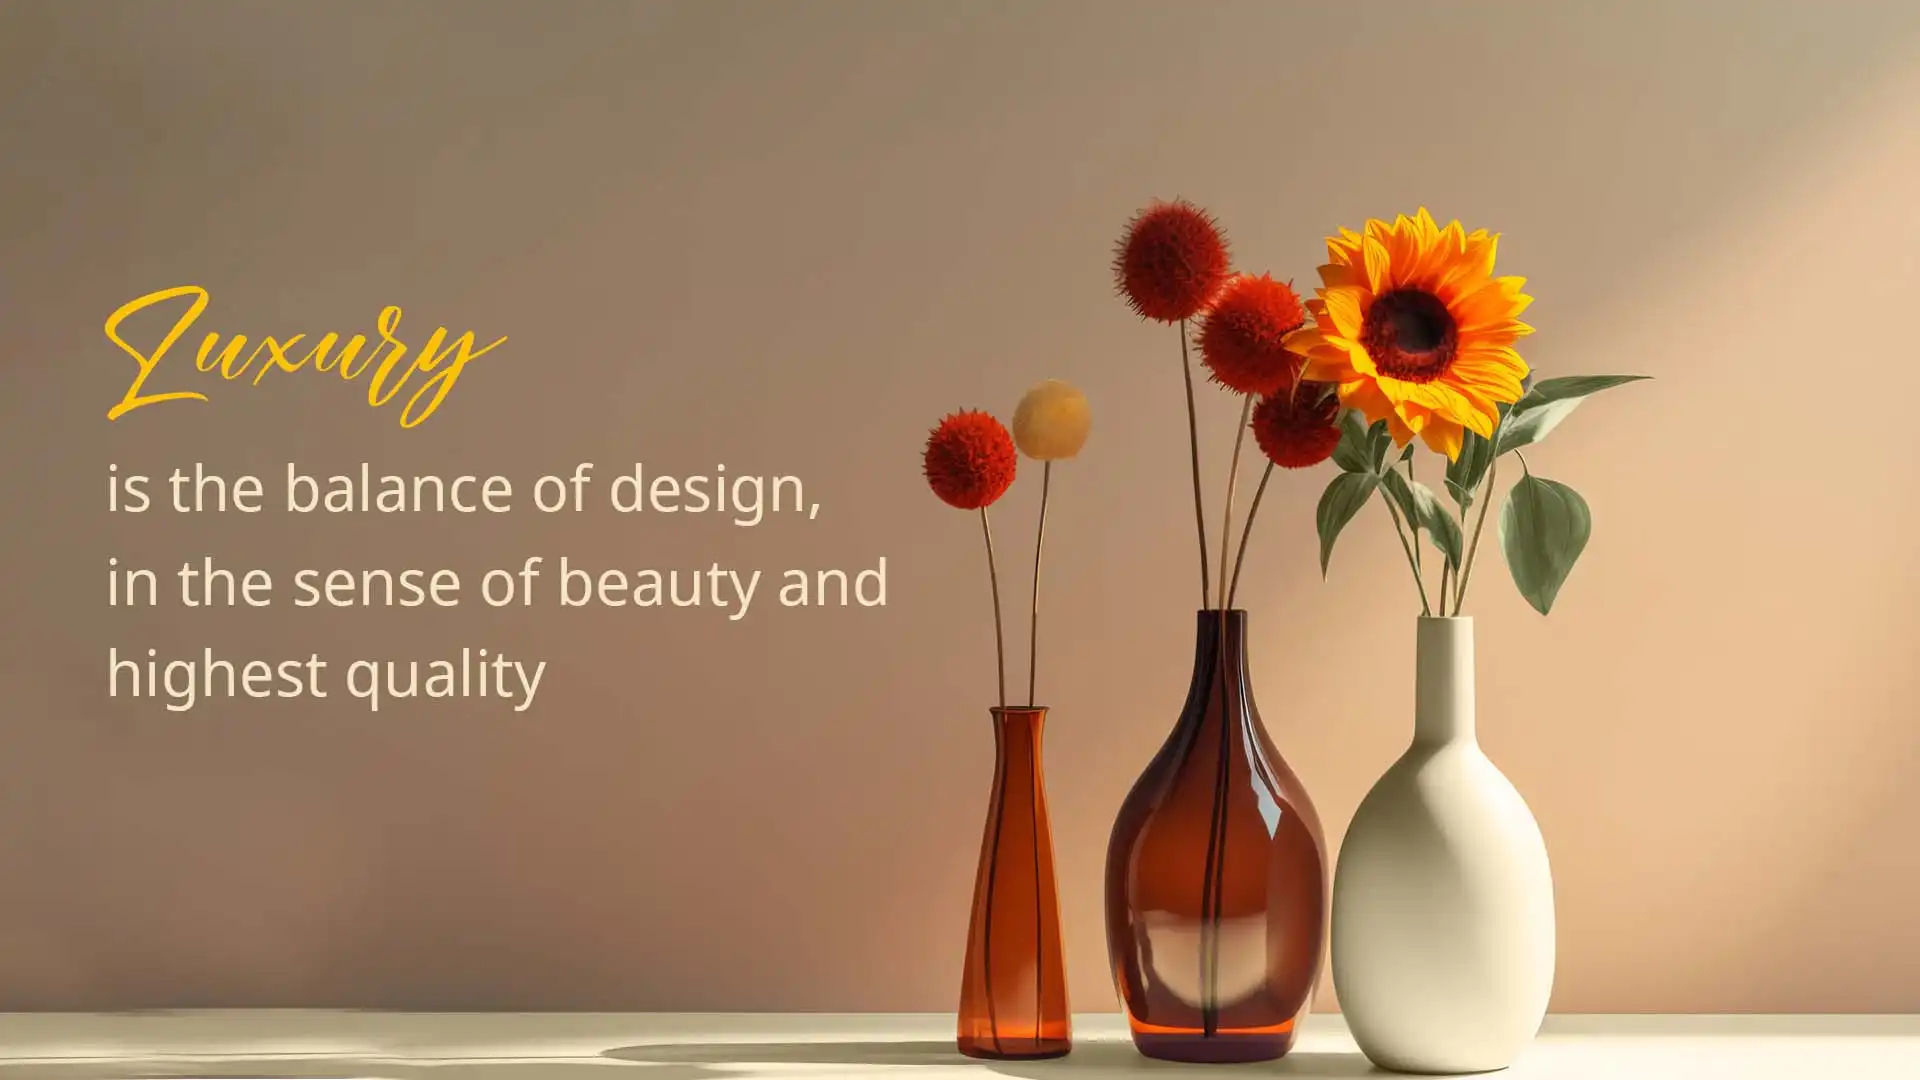 Luxury
is the balance of design,
in the sense of beauty and
highest quality